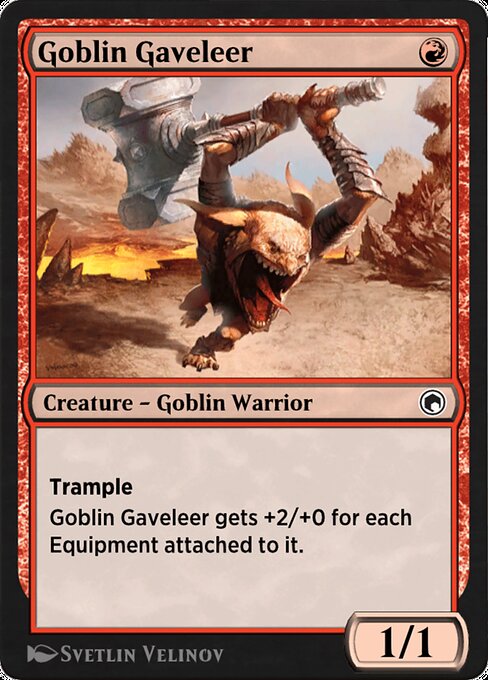 Goblin Gaveleer
Creature – Goblin Warrior
Trample
Goblin Gaveleer gets +2/+0 for each
Equipment attached to it.
1/1
Svetlin Velinov